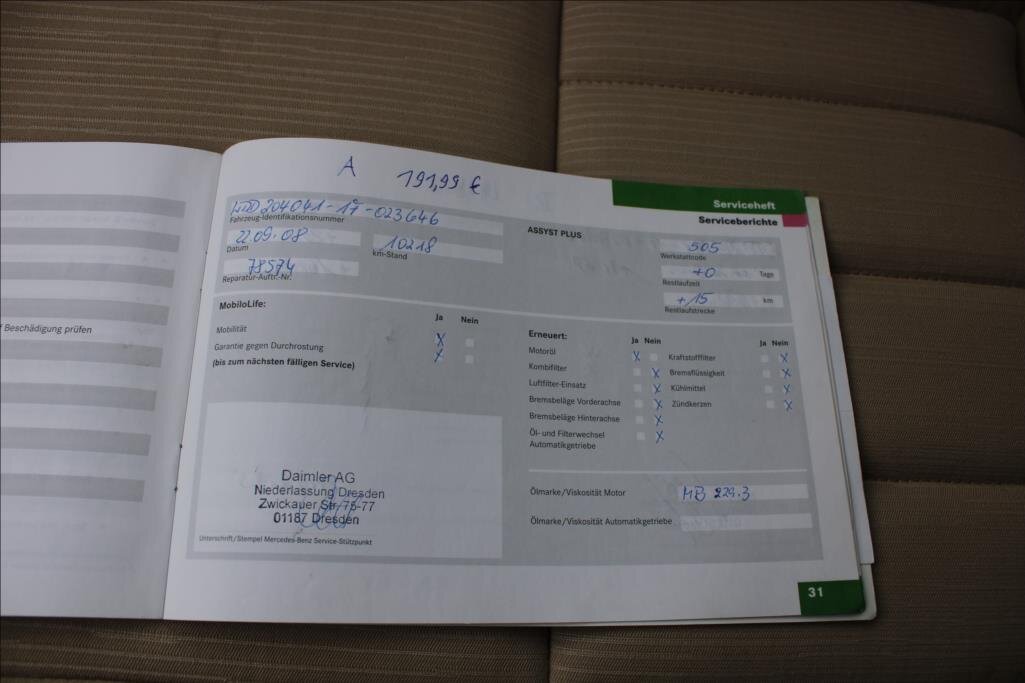 f Beschädigung prüfen
A 191,99 €
Serviceheft
Serviceberichte
WDD 204041-1F-023646
Fahrzeug-Identifikationsnummer
22.09.08
Datum
10218
km-Stand
78574
Reparatur-Auftr.-Nr.
ASSYST PLUS
505
Werkstattcode
+0 Tage
Restlaufzeit
+15 km
Restlaufstrecke
MobiloLife:
Ja Nein
Mobilität X
Garantie gegen Durchrostung X
(bis zum nächsten fälligen Service)
Daimler AG
Niederlassung Dresden
Zwickauer Str. 75-77
01187 Dresden
Unterschrift/Stempel Mercedes-Benz Service-Stützpunkt
Erneuert:
Ja Nein Ja Nein
Motoröl X Kraftstofffilter X
Kombifilter X Bremsflüssigkeit X
Luftfilter-Einsatz X Kühlmittel X
Bremsbeläge Vorderachse X Zündkerzen X
Bremsbeläge Hinterachse X
Öl- und Filterwechsel X
Automatikgetriebe
Ölmarke/Viskosität Motor MB 229.3
Ölmarke/Viskosität Automatikgetriebe
31